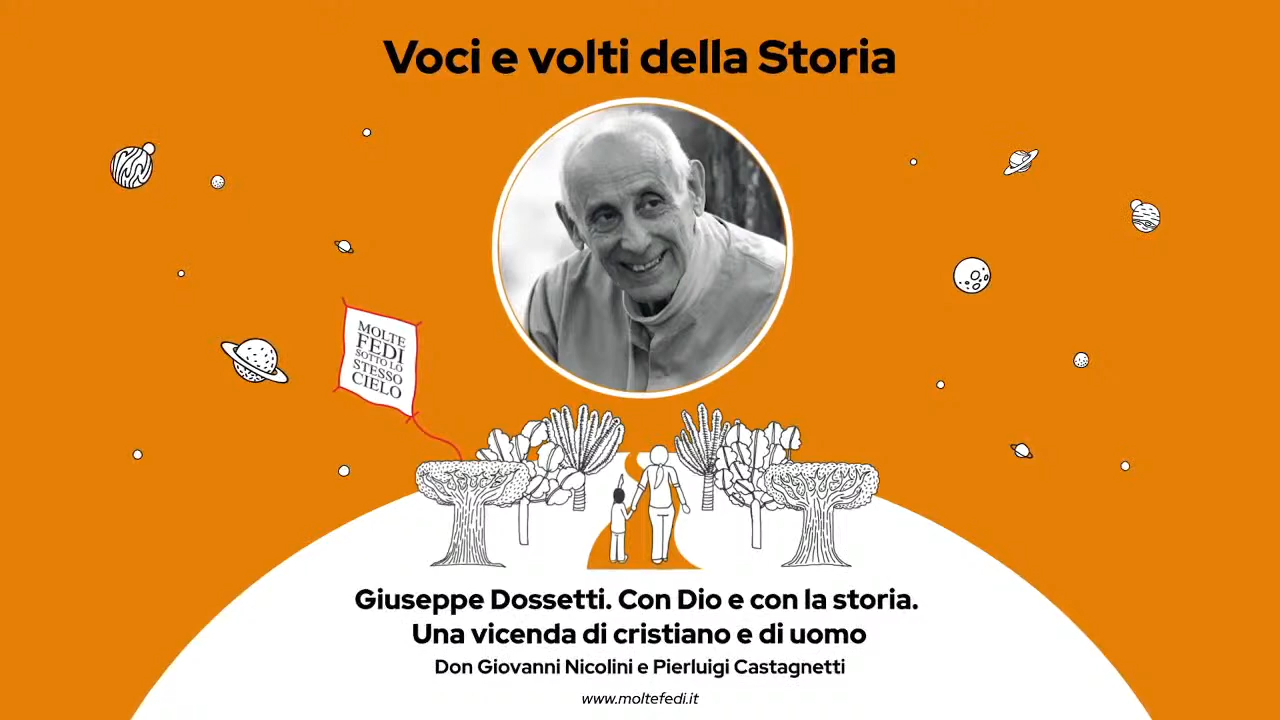 Voci e volti della Storia
MOLTE
FEDI
SOTTO LO
STESSO
CIELO
Giuseppe Dossetti. Con Dio e con la storia.
Una vicenda di cristiano e di uomo
Don Giovanni Nicolini e Pierluigi Castagnetti
www.moltefedi.it